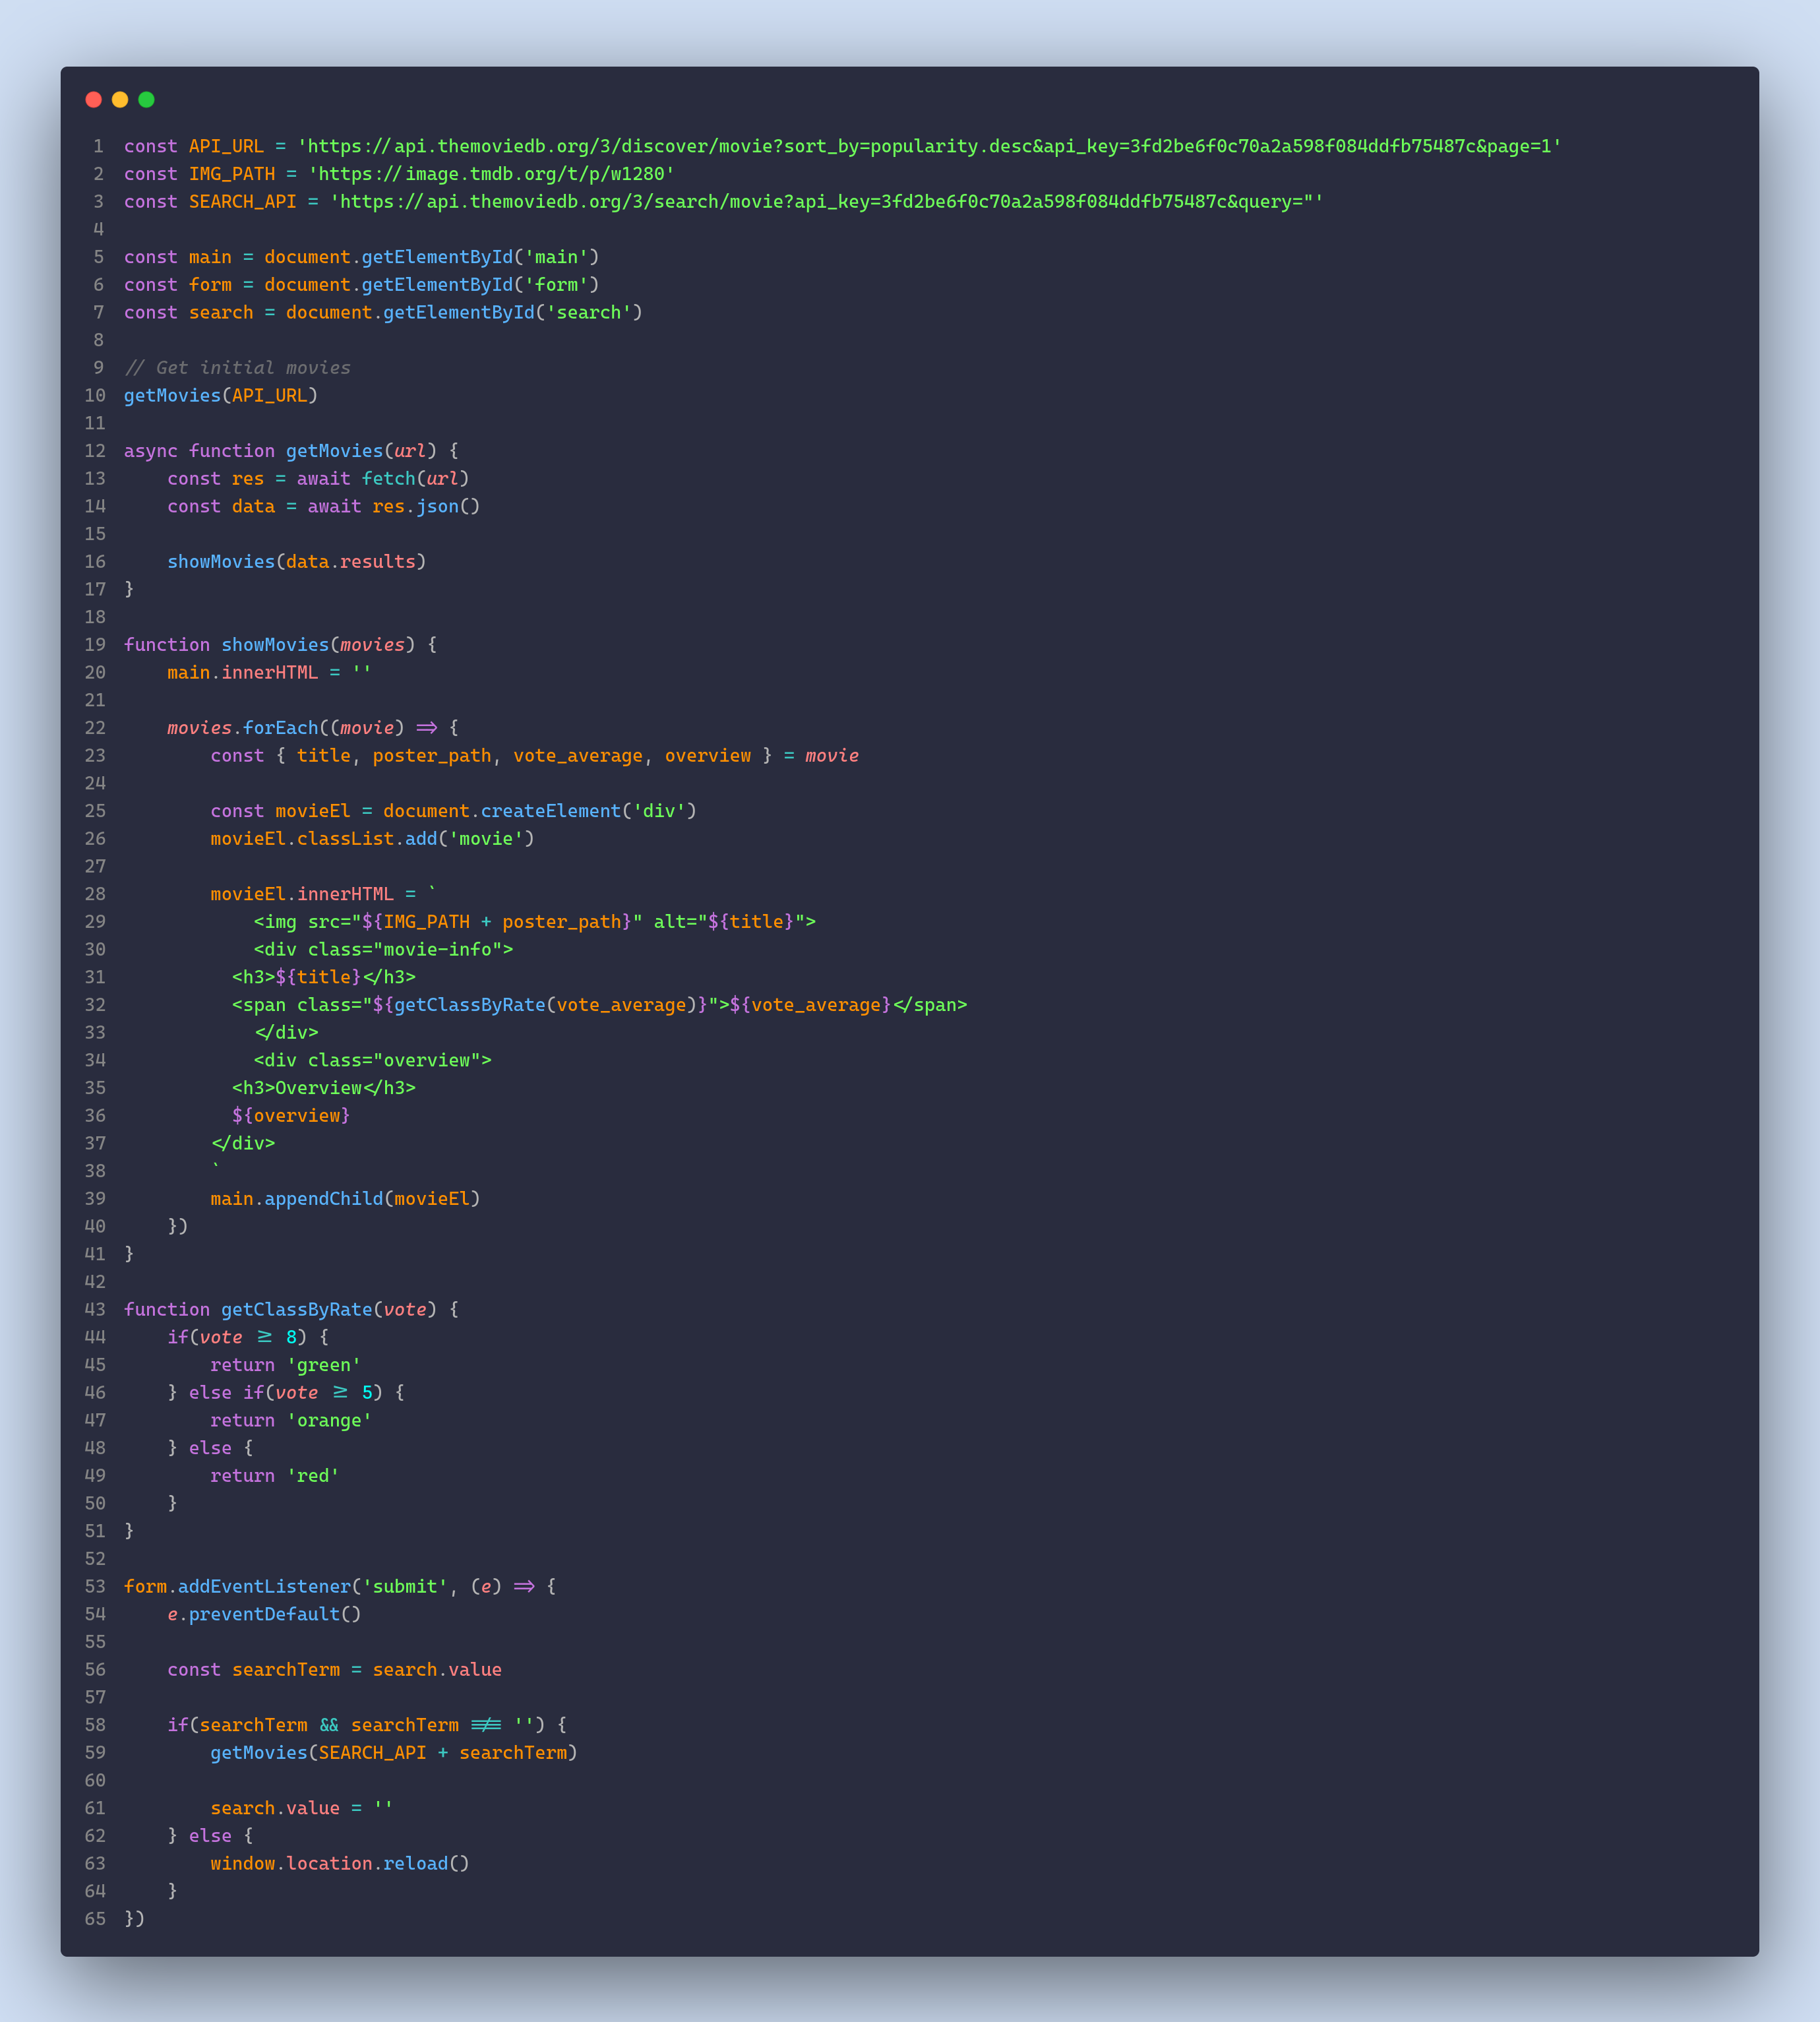 1 const API_URL = 'https://api.themoviedb.org/3/discover/movie?sort_by=popularity.desc&api_key=3fd2be6f0c70a2a598f084ddfb75487c&page=1'
2 const IMG_PATH = 'https://image.tmdb.org/t/p/w1280'
3 const SEARCH_API = 'https://api.themoviedb.org/3/search/movie?api_key=3fd2be6f0c70a2a598f084ddfb75487c&query="'
4
5 const main = document.getElementById('main')
6 const form = document.getElementById('form')
7 const search = document.getElementById('search')
8
9 // Get initial movies
10 getMovies(API_URL)
11
12 async function getMovies(url) {
13     const res = await fetch(url)
14     const data = await res.json()
15
16     showMovies(data.results)
17 }
18
19 function showMovies(movies) {
20     main.innerHTML = ''
21
22     movies.forEach((movie) => {
23         const { title, poster_path, vote_average, overview } = movie
24
25         const movieEl = document.createElement('div')
26         movieEl.classList.add('movie')
27
28         movieEl.innerHTML = `
29             <img src="${IMG_PATH + poster_path}" alt="${title}">
30             <div class="movie-info">
31           <h3>${title}</h3>
32           <span class="${getClassByRate(vote_average)}">${vote_average}</span>
33             </div>
34             <div class="overview">
35           <h3>Overview</h3>
36           ${overview}
37         </div>
38         `
39         main.appendChild(movieEl)
40     })
41 }
42
43 function getClassByRate(vote) {
44     if(vote >= 8) {
45         return 'green'
46     } else if(vote >= 5) {
47         return 'orange'
48     } else {
49         return 'red'
50     }
51 }
52
53 form.addEventListener('submit', (e) => {
54     e.preventDefault()
55
56     const searchTerm = search.value
57
58     if(searchTerm && searchTerm !== '') {
59         getMovies(SEARCH_API + searchTerm)
60
61         search.value = ''
62     } else {
63         window.location.reload()
64     }
65 })